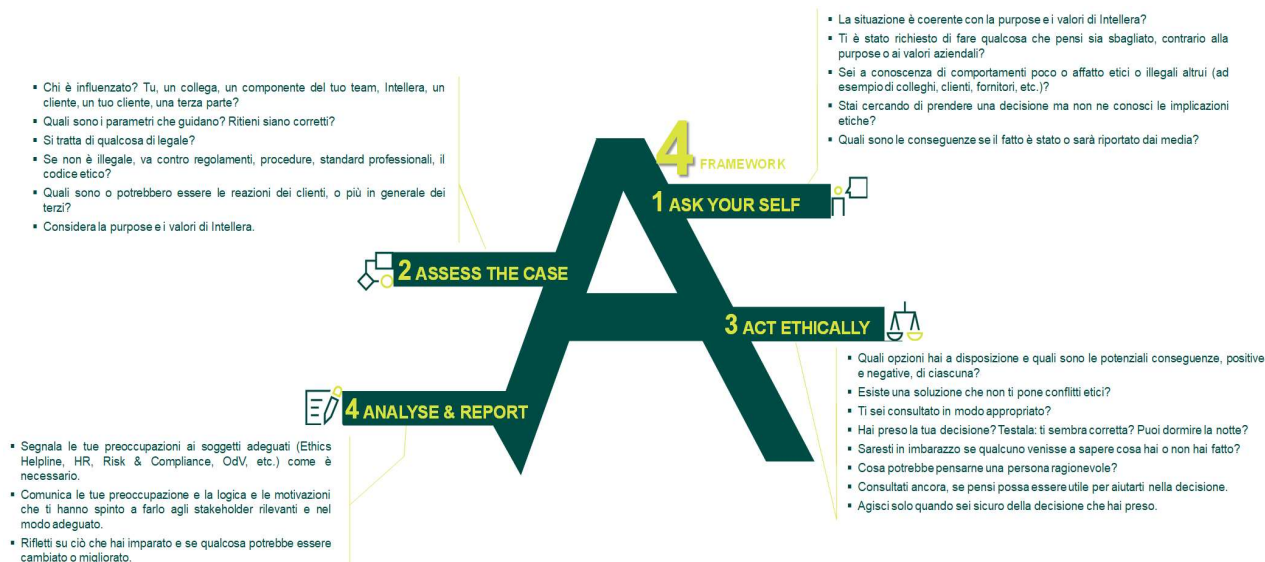 4 FRAMEWORK
1 ASK YOUR SELF
▪ La situazione è coerente con la purpose e i valori di Intellera?
▪ Ti è stato richiesto di fare qualcosa che pensi sia sbagliato, contrario alla
purpose o ai valori aziendali?
▪ Sei a conoscenza di comportamenti poco o affatto etici o illegali altrui (ad
esempio di colleghi, clienti, fornitori, etc.)?
▪ Stai cercando di prendere una decisione ma non ne conosci le implicazioni
etiche?
▪ Quali sono le conseguenze se il fatto è stato o sarà riportato dai media?
2 ASSESS THE CASE
▪ Chi è influenzato? Tu, un collega, un componente del tuo team, Intellera, un
cliente, un tuo cliente, una terza parte?
▪ Quali sono i parametri che guidano? Ritieni siano corretti?
▪ Si tratta di qualcosa di legale?
▪ Se non è illegale, va contro regolamenti, procedure, standard professionali, il
codice etico?
▪ Quali sono o potrebbero essere le reazioni dei clienti, o più in generale dei
terzi?
▪ Considera la purpose e i valori di Intellera.
3 ACT ETHICALLY
▪ Quali opzioni hai a disposizione e quali sono le potenziali conseguenze, positive
e negative, di ciascuna?
▪ Esiste una soluzione che non ti pone conflitti etici?
▪ Ti sei consultato in modo appropriato?
▪ Hai preso la tua decisione? Testala: ti sembra corretta? Puoi dormire la notte?
▪ Saresti in imbarazzo se qualcuno venisse a sapere cosa hai o non hai fatto?
▪ Cosa potrebbe pensarne una persona ragionevole?
▪ Consultati ancora, se pensi possa essere utile per aiutarti nella decisione.
▪ Agisci solo quando sei sicuro della decisione che hai preso.
4 ANALYSE & REPORT
▪ Segnala le tue preoccupazioni ai soggetti adeguati (Ethics
Helpline, HR, Risk & Compliance, OdV, etc.) come è
necessario.
▪ Comunica le tue preoccupazione e la logica e le motivazioni
che ti hanno spinto a farlo agli stakeholder rilevanti e nel
modo adeguato.
▪ Rifletti su ciò che hai imparato e se qualcosa potrebbe essere
cambiato o migliorato.